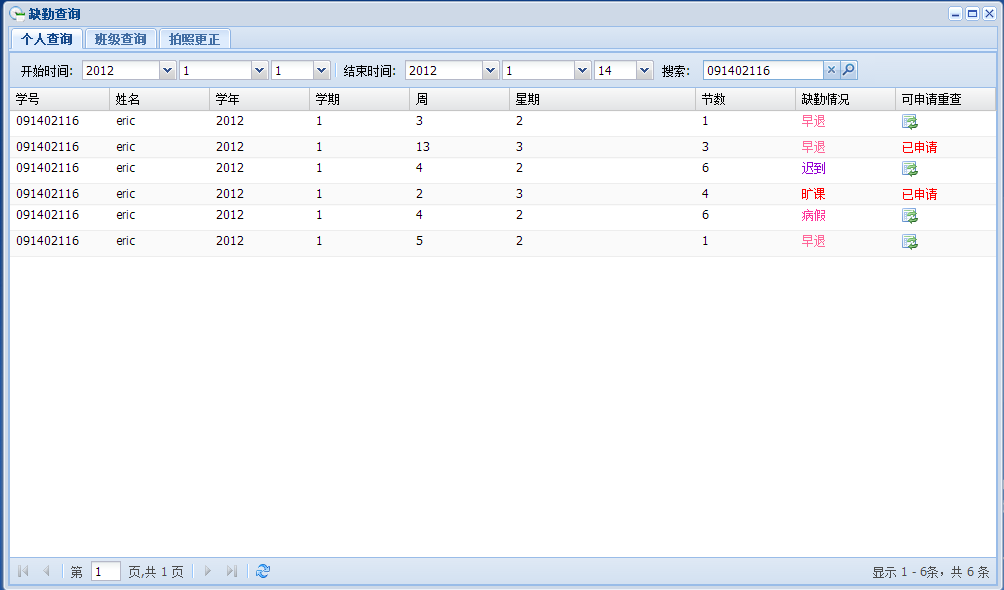 缺勤查询
个人查询 班级查询 拍照更正
开始时间: 2012 1 1 结束时间: 2012 1 14 搜索: 091402116
学号 姓名 学年 学期 周 星期 节数 缺勤情况 可申请重查
091402116 eric 2012 1 3 2 1 早退
091402116 eric 2012 1 13 3 3 早退 已申请
091402116 eric 2012 1 4 2 6 迟到
091402116 eric 2012 1 2 3 4 旷课 已申请
091402116 eric 2012 1 4 2 6 病假
091402116 eric 2012 1 5 2 1 早退
第 1 页,共 1 页 显示 1 - 6条，共 6 条